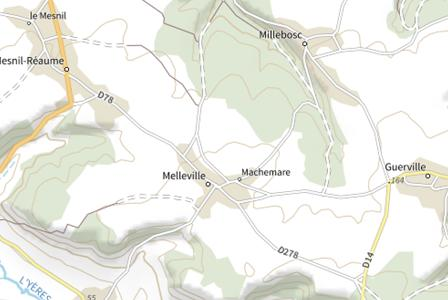 le Mesnil
Millebosc
Mesnil-Réaume
D78
Melleville
Machemare
Guerville
164
D278
D14
L'YÈRES
55